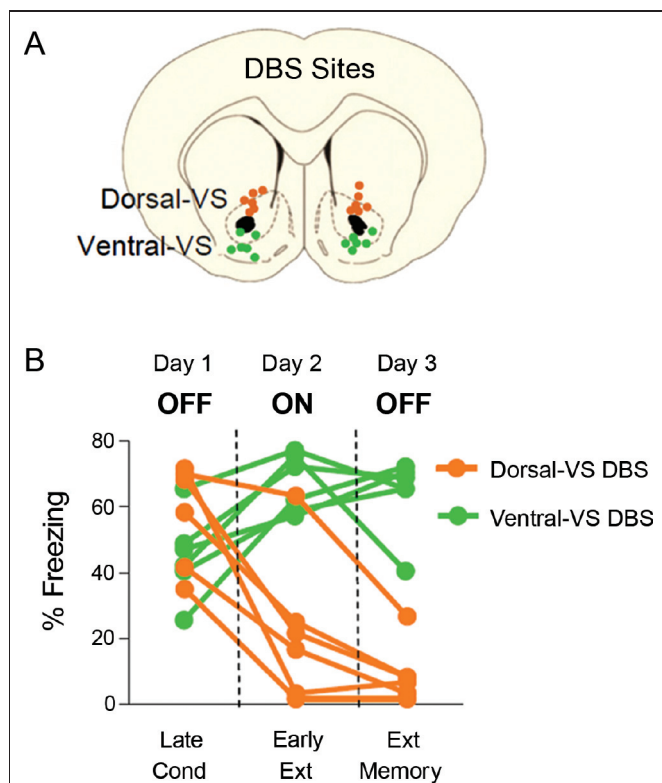 A
DBS Sites
Dorsal-VS
Ventral-VS
B
Day 1 Day 2 Day 3
OFF ON OFF
80
60
40
20
0
% Freezing
Dorsal-VS DBS
Ventral-VS DBS
Late Early Ext
Cond Ext Memory